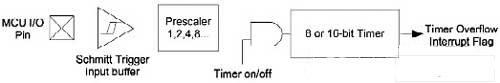 MCU I/O
Pin
Schmitt Trigger
input buffer
Prescaler
1,2,4,8...
Timer on/off
8 or 16-bit Timer
Timer Overflow
Interrupt Flag